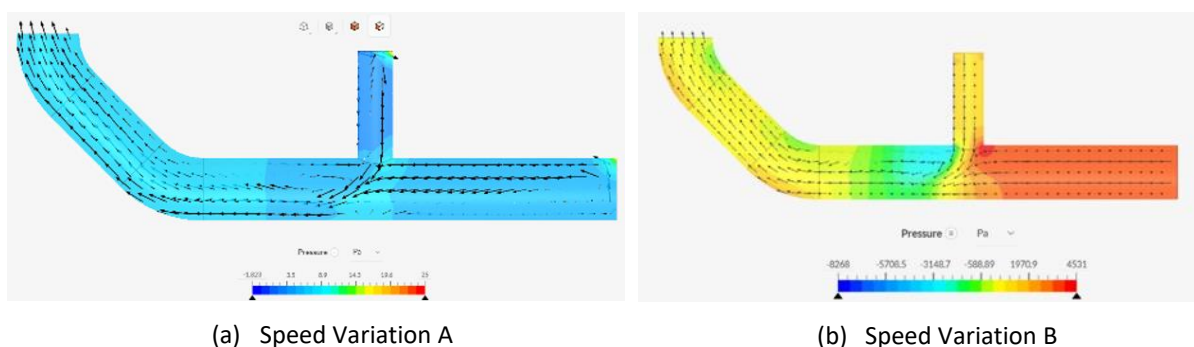 Pressure Pa
-1.823 3.5 8.9 14.3 19.6 25
Pressure Pa
-8268 -5708.5 -3148.7 -588.89 1970.9 4531
(a) Speed Variation A
(b) Speed Variation B